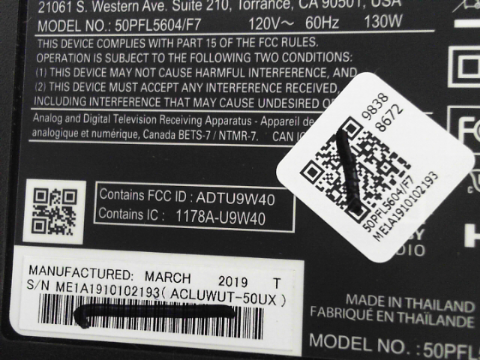 21061 S. Western Ave. Suite 210, Torrance, CA 90501, USA
MODEL NO.: 50PFL5604/F7 120V~ 60Hz 130W
THIS DEVICE COMPLIES WITH PART 15 OF THE FCC RULES.
OPERATION IS SUBJECT TO THE FOLLOWING TWO CONDITIONS:
(1) THIS DEVICE MAY NOT CAUSE HARMFUL INTERFERENCE, AND
(2) THIS DEVICE MUST ACCEPT ANY INTERFERENCE RECEIVED,
INCLUDING INTERFERENCE THAT MAY CAUSE UNDESIRED
Analog and Digital Television Receiving Apparatus -
analogique et numérique, Canada BETS-7 / NTMR-7. CAN
9838
8672
50PFL5604/F7
ME1A1910102193
Contains FCC ID : ADTU9W40
Contains IC : 1178A-U9W40
MANUFACTURED: MARCH 2019 T
S/N ME1A1910102193( ACLUWUT-50UX )
MADE IN THAILAND
FABRIQUÉ EN THAÏLANDE
MODEL NO.: 50PFL